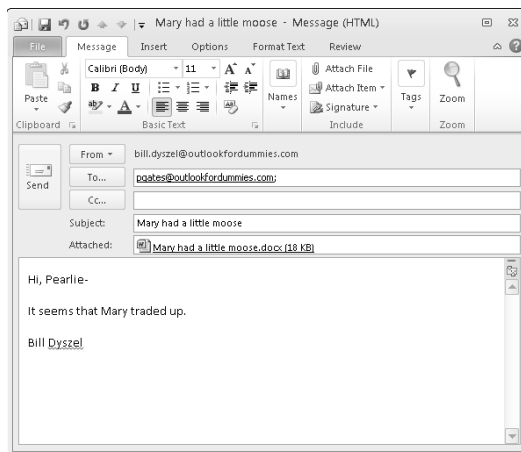 Mary had a little moose - Message (HTML)
File Message Insert Options Format Text Review
Calibri (Body) 11 A A Attach File
Paste B I U Names Attach Item Tags Zoom
ab A Signature
Clipboard Basic Text Include Zoom
From bill.dyszel@outlookfordummies.com
Send To... pgates@outlookfordummies.com;
Cc...
Subject: Mary had a little moose
Attached: Mary had a little moose.docx (18 KB)
Hi, Pearlie-
It seems that Mary traded up.
Bill Dyszel